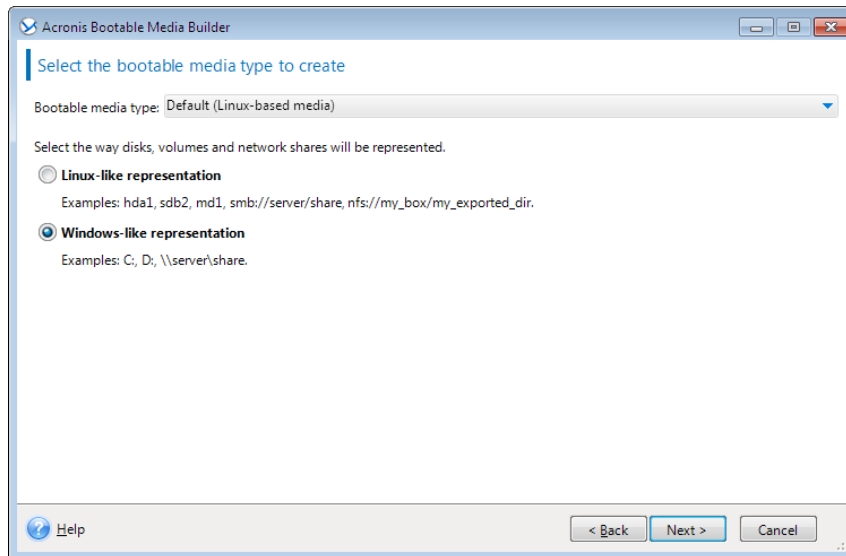 Acronis Bootable Media Builder
Select the bootable media type to create
Bootable media type: Default (Linux-based media)
Select the way disks, volumes and network shares will be represented.
Linux-like representation
Examples: hda1, sdb2, md1, smb://server/share, nfs://my_box/my_exported_dir.
Windows-like representation
Examples: C:, D:, \\server\share.
Help
< Back Next > Cancel